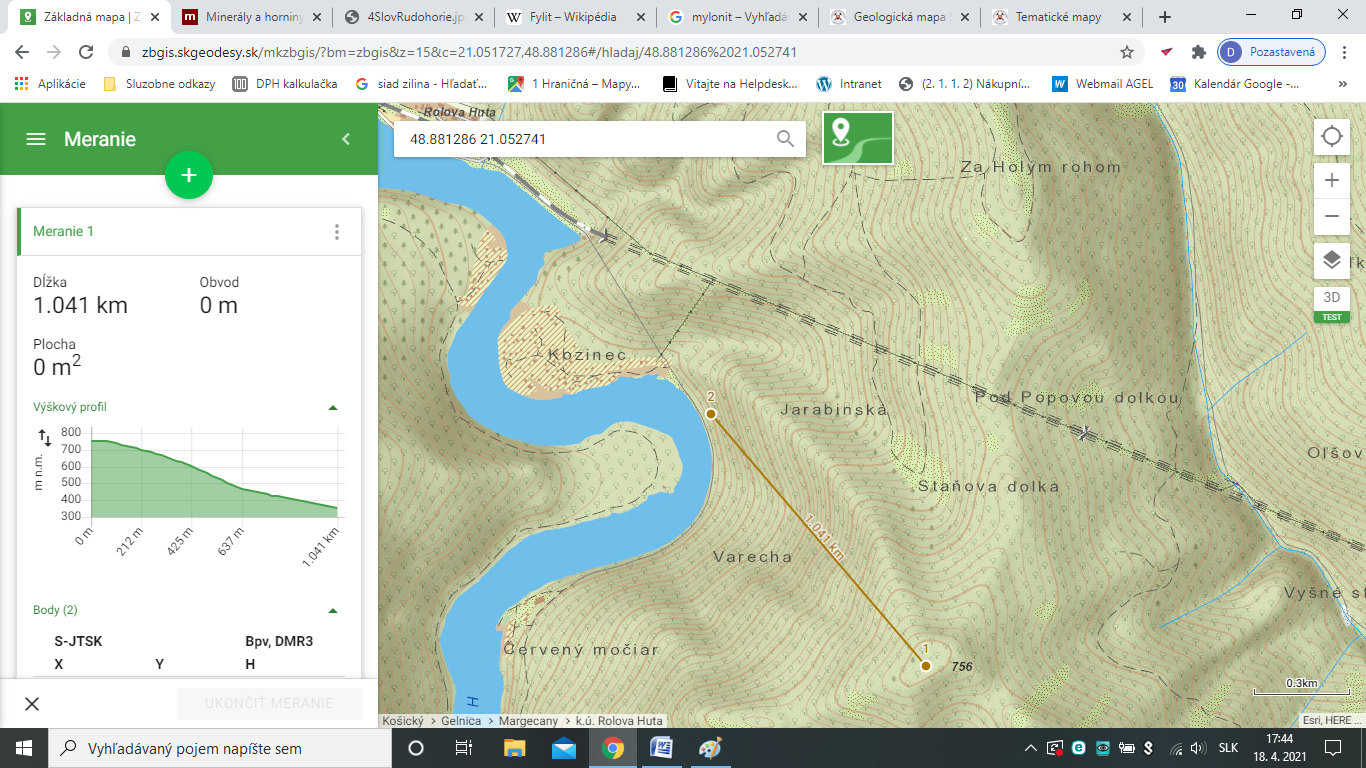 Základná mapa | Z
Minerály a horniny
4SlovRudohorie.jp
Fylit – Wikipédia
mylonit – Vyhľadá
Geologická mapa S
Tematické mapy
zbgis.skgeodesy.sk/mkzbgis/?bm=zbgis&z=15&c=21.051727,48.881286#/hladaj/48.881286%2021.052741
D Pozastavená
Aplikácie
Sluzobne odkazy
DPH kalkulačka
siad zilina - Hľadať...
1 Hraničná – Mapy...
Vitajte na Helpdesk...
Intranet
(2. 1. 1. 2) Nákupní...
Webmail AGEL
Kalendár Google -...
»
Meranie
+
Meranie 1
Dĺžka
Obvod
1.041 km
0 m
Plocha
0 m2
Výškový profil
m n.m.
800
700
600
500
400
300
0 m
212 m
425 m
637 m
1.041 km
Body (2)
S-JTSK
Bpv, DMR3
X
Y
H
UKONČIŤ MERANIE
Rolova Huta
48.881286 21.052741
Za Holým rohom
Kozinec
2
Jarabinská
Pod Popovou dolkou
Oľšov
Staňova dolka
1.041 km
Varecha
Vyšné st
Červený močiar
1
756
H
3D
TEST
0.3km
Košický > Gelnica > Margecany > k.ú. Rolova Huta
Esri, HERE ...
Vyhľadávaný pojem napíšte sem
SLK
17:44
18. 4. 2021